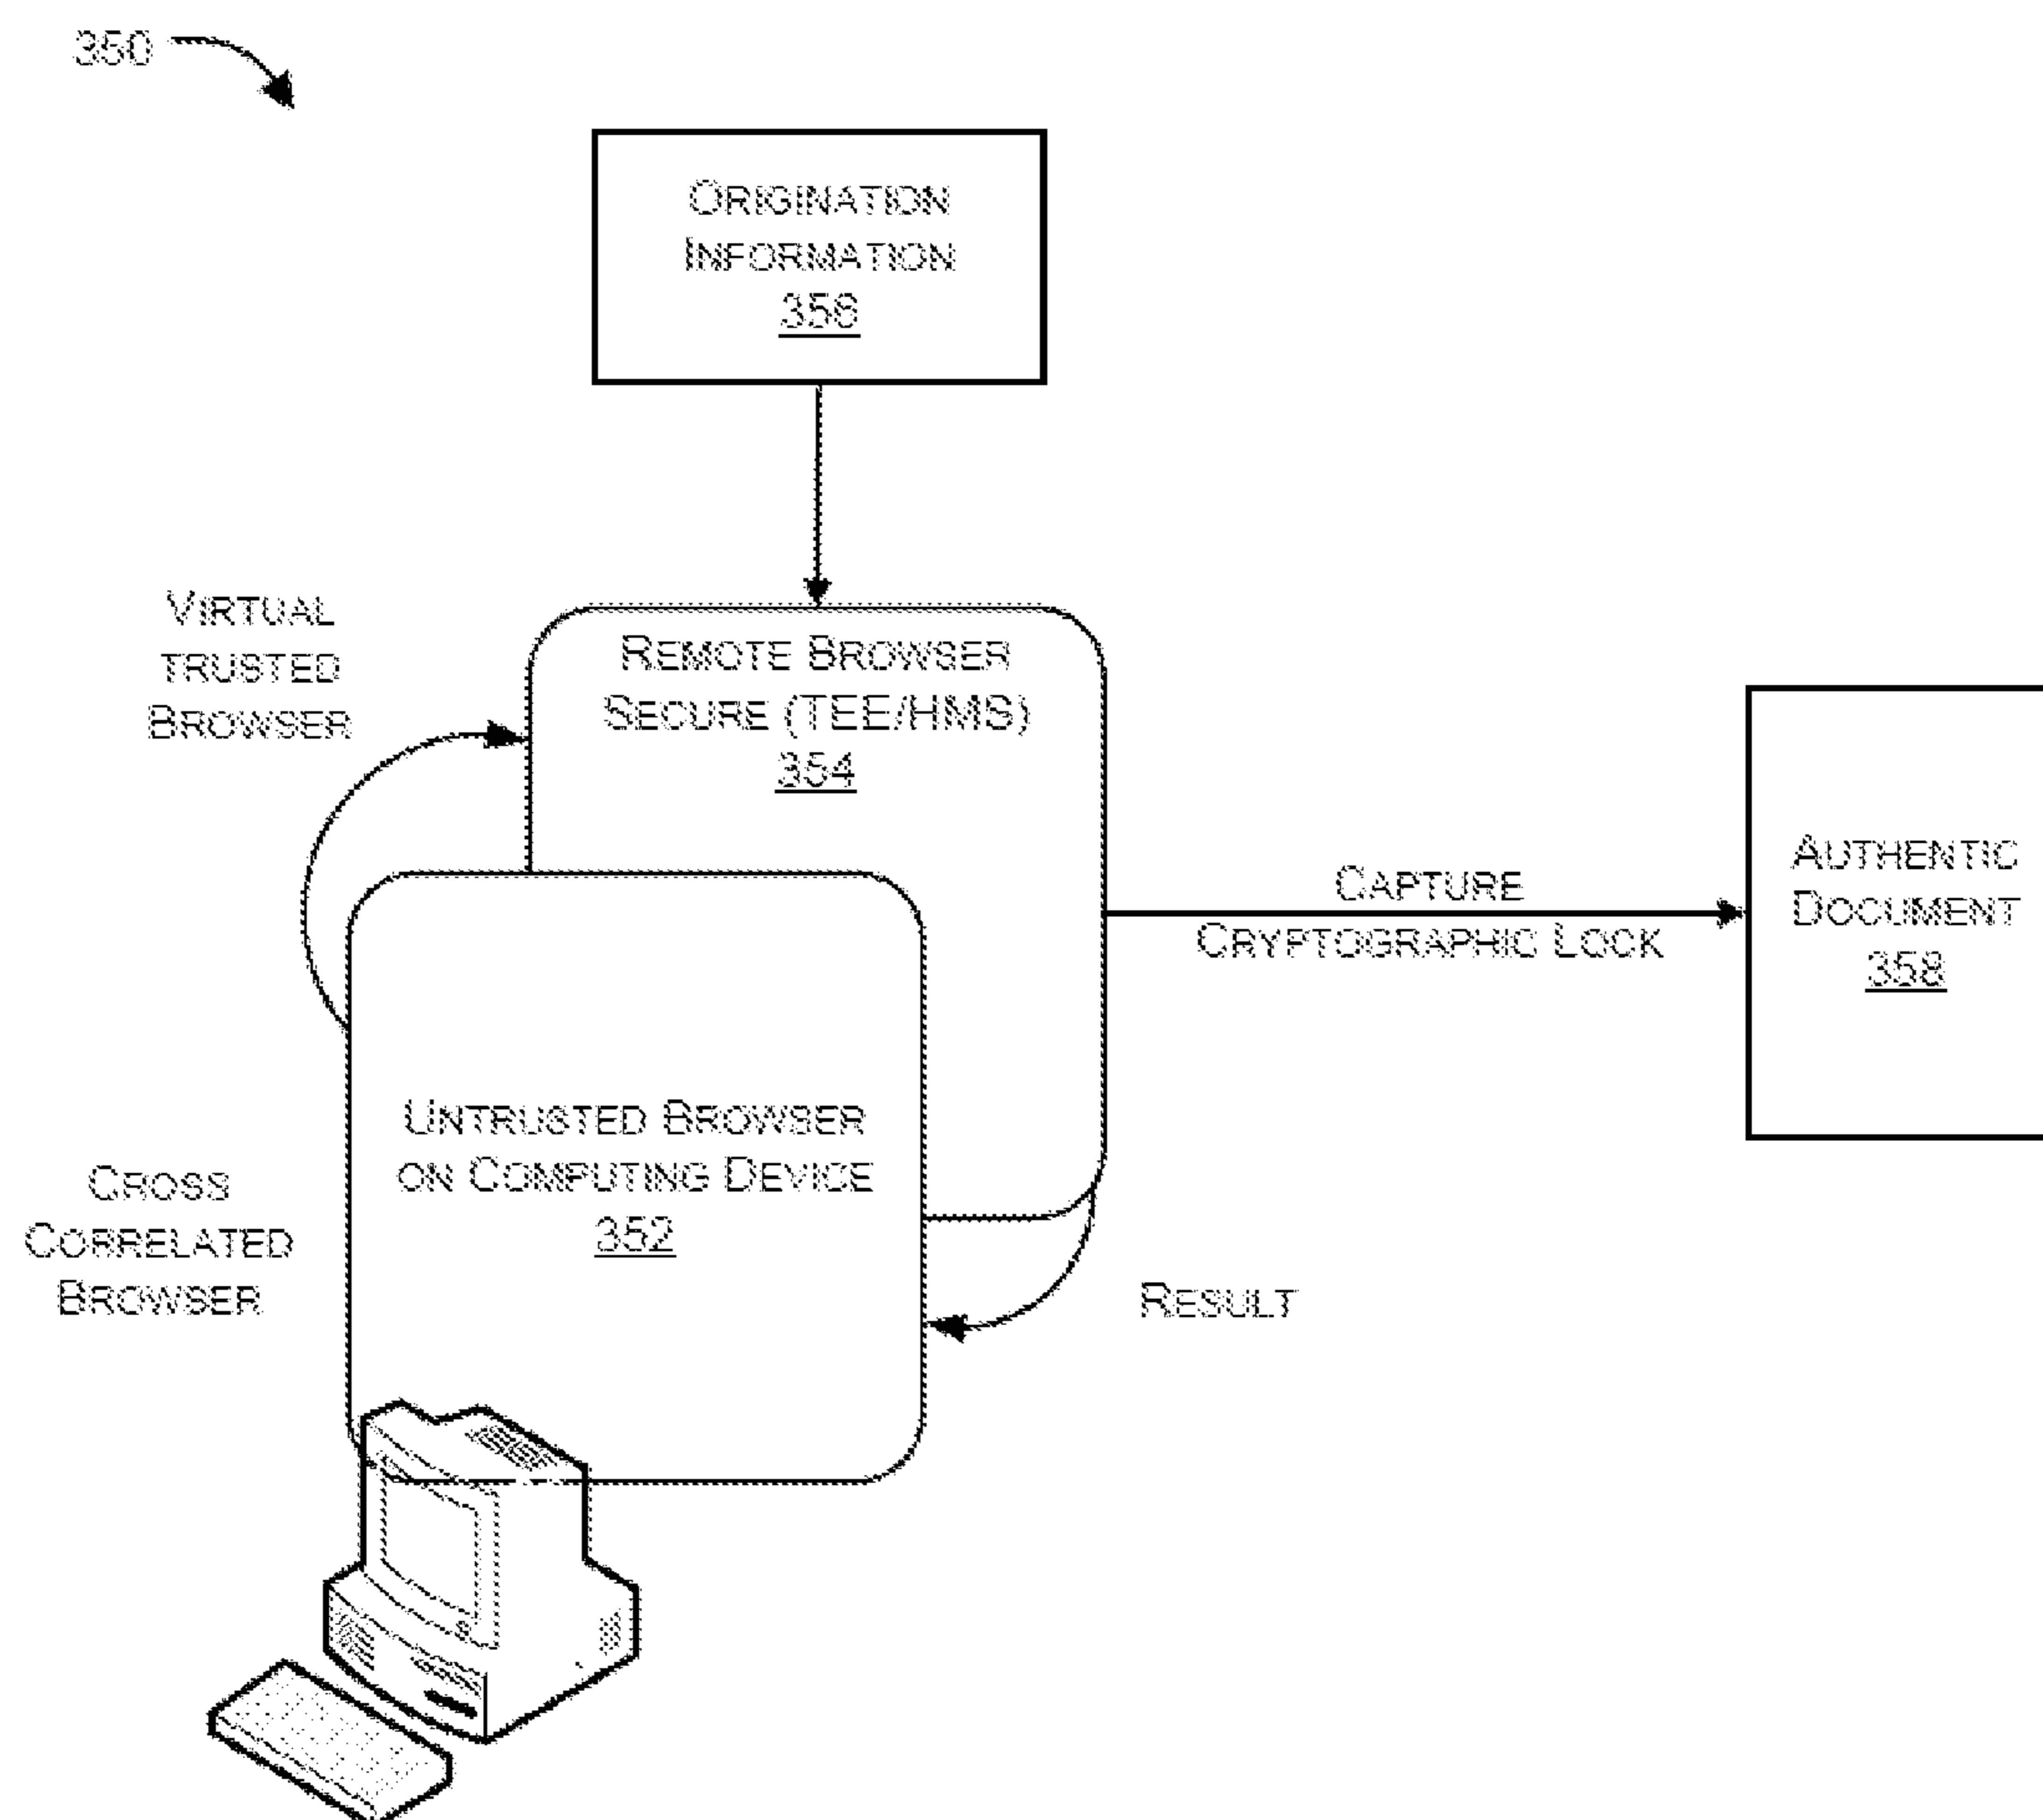 350
ORIGINATION
INFORMATION
356
VIRTUAL
TRUSTED
BROWSER
REMOTE BROWSER
SECURE (TEE/HMS)
354
CAPTURE
CRYPTOGRAPHIC LOCK
AUTHENTIC
DOCUMENT
358
UNTRUSTED BROWSER
ON COMPUTING DEVICE
352
CROSS
CORRELATED
BROWSER
RESULT